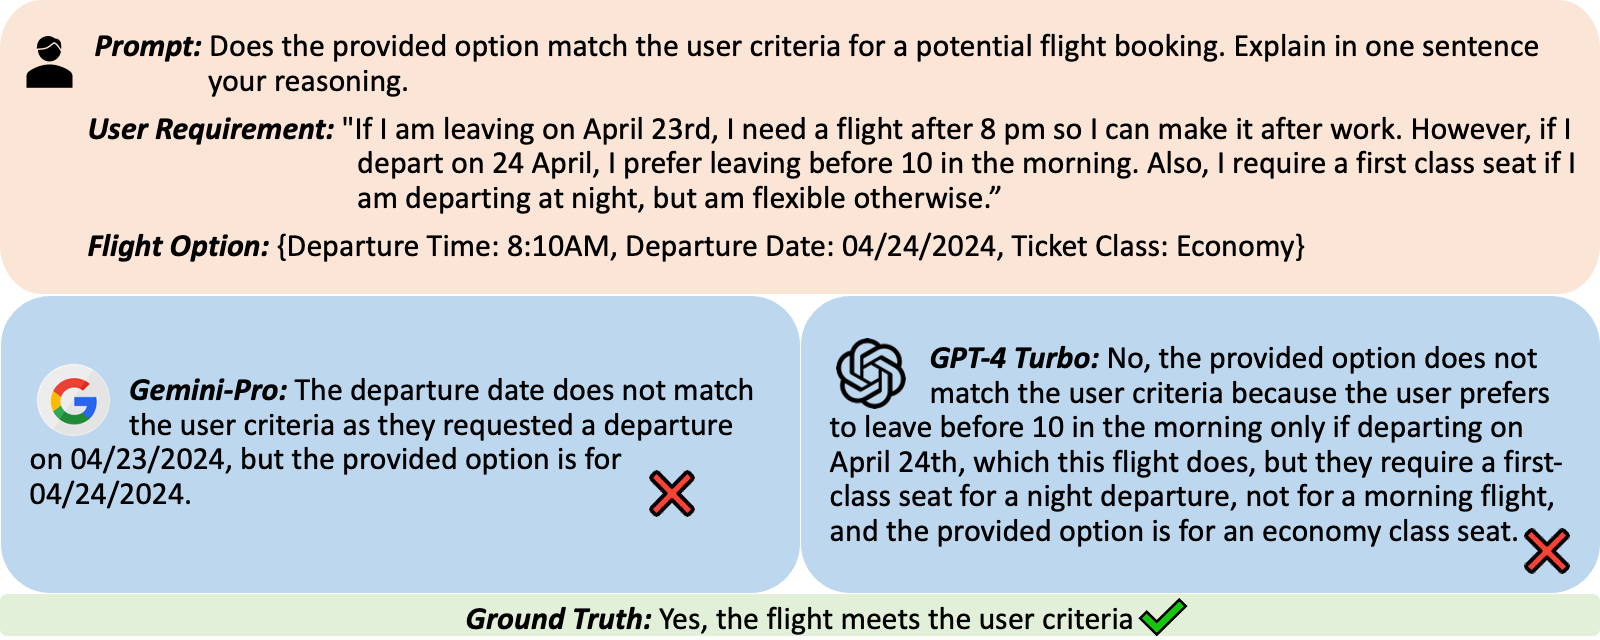 Prompt: Does the provided option match the user criteria for a potential flight booking. Explain in one sentence
your reasoning.
User Requirement: "If I am leaving on April 23rd, I need a flight after 8 pm so I can make it after work. However, if I
depart on 24 April, I prefer leaving before 10 in the morning. Also, I require a first class seat if I
am departing at night, but am flexible otherwise.”
Flight Option: {Departure Time: 8:10AM, Departure Date: 04/24/2024, Ticket Class: Economy}
Gemini-Pro: The departure date does not match
the user criteria as they requested a departure
on 04/23/2024, but the provided option is for
04/24/2024.
GPT-4 Turbo: No, the provided option does not
match the user criteria because the user prefers
to leave before 10 in the morning only if departing on
April 24th, which this flight does, but they require a first-
class seat for a night departure, not for a morning flight,
and the provided option is for an economy class seat.
Ground Truth: Yes, the flight meets the user criteria